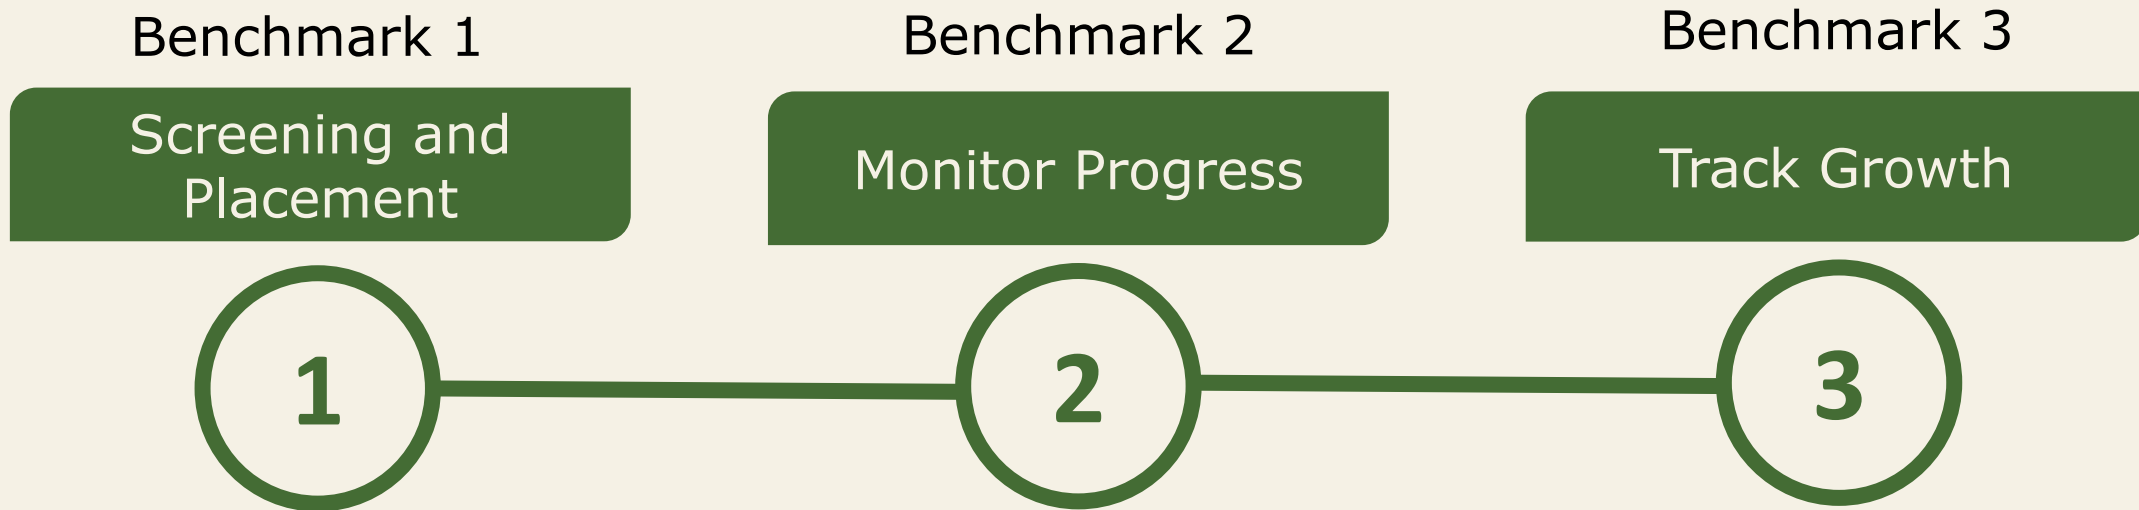 Benchmark 1
Benchmark 2
Benchmark 3
Screening and
Placement
Monitor Progress
Track Growth
1
2
3